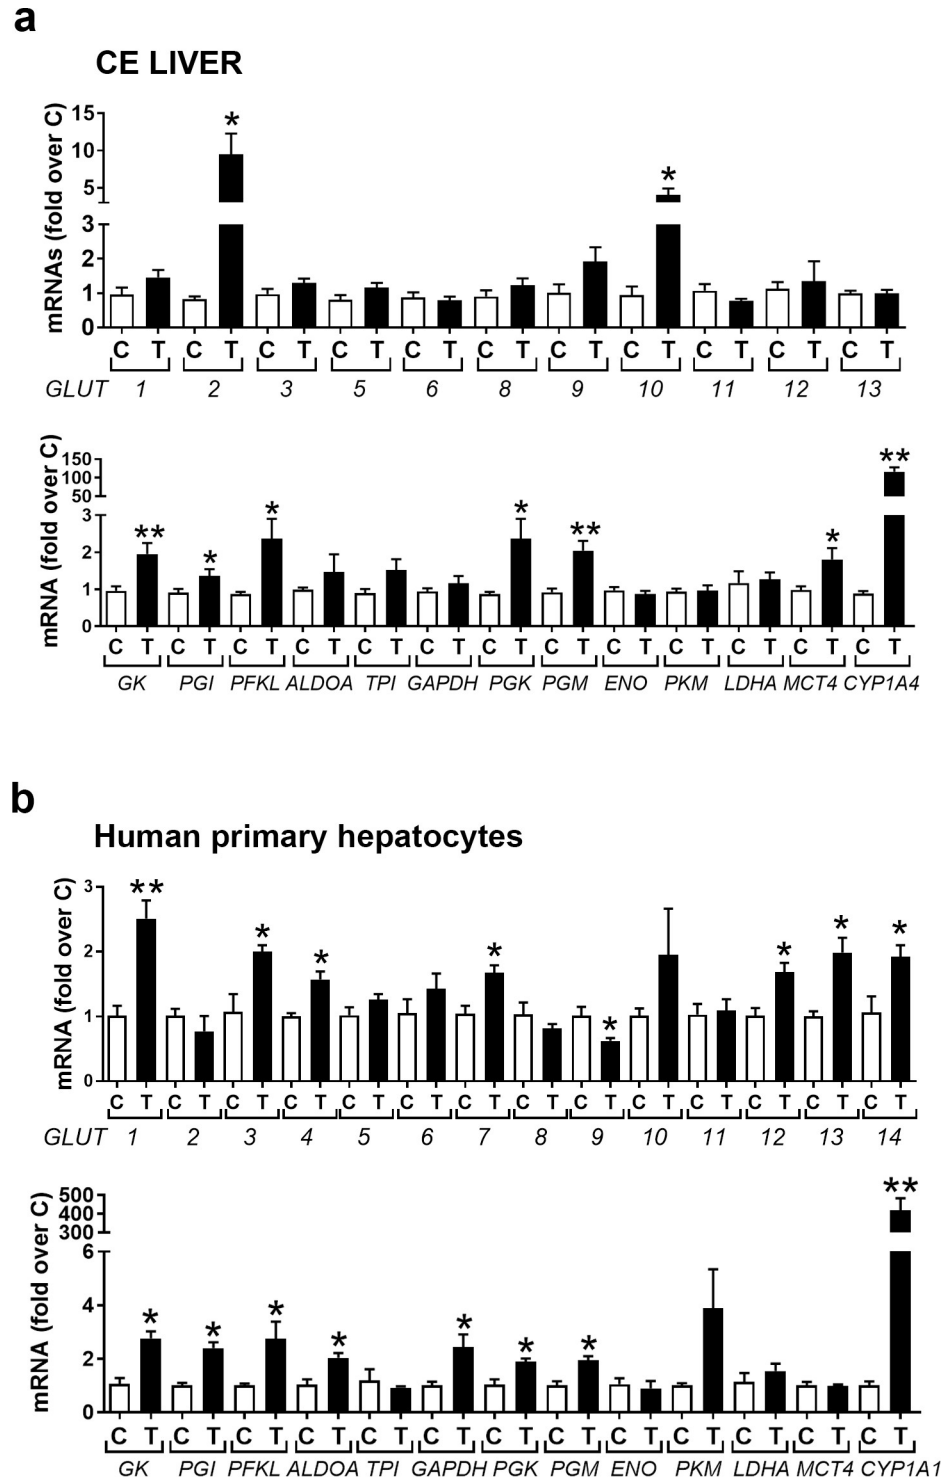 a
CE LIVER
mRNAs (fold over C)
15
10
5
3
2
1
0
* *
C T C T C T C T C T C T C T C T C T C T C T
GLUT 1 2 3 5 6 8 9 10 11 12 13
mRNA (fold over C)
150
100
50
3
2
1
0
** * * * ** * **
C T C T C T C T C T C T C T C T C T C T C T C T C T
GK PGI PFKL ALDOA TPI GAPDH PGK PGM ENO PKM LDHA MCT4 CYP1A4
b
Human primary hepatocytes
mRNA (fold over C)
3
2
1
0
** * * * * * * *
C T C T C T C T C T C T C T C T C T C T C T C T C T C T
GLUT 1 2 3 4 5 6 7 8 9 10 11 12 13 14
mRNA (fold over C)
500
400
300
6
4
2
0
* * * * * * * **
C T C T C T C T C T C T C T C T C T C T C T C T C T
GK PGI PFKL ALDOA TPI GAPDH PGK PGM ENO PKM LDHA MCT4 CYP1A1